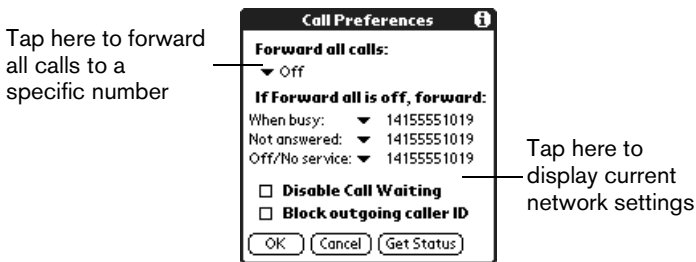 Call Preferences
Tap here to forward
all calls to a
specific number
Forward all calls:
Off
If Forward all is off, forward:
When busy: 14155551019
Not answered: 14155551019
Off/No service: 14155551019
Disable Call Waiting
Block outgoing caller ID
OK Cancel Get Status
Tap here to
display current
network settings